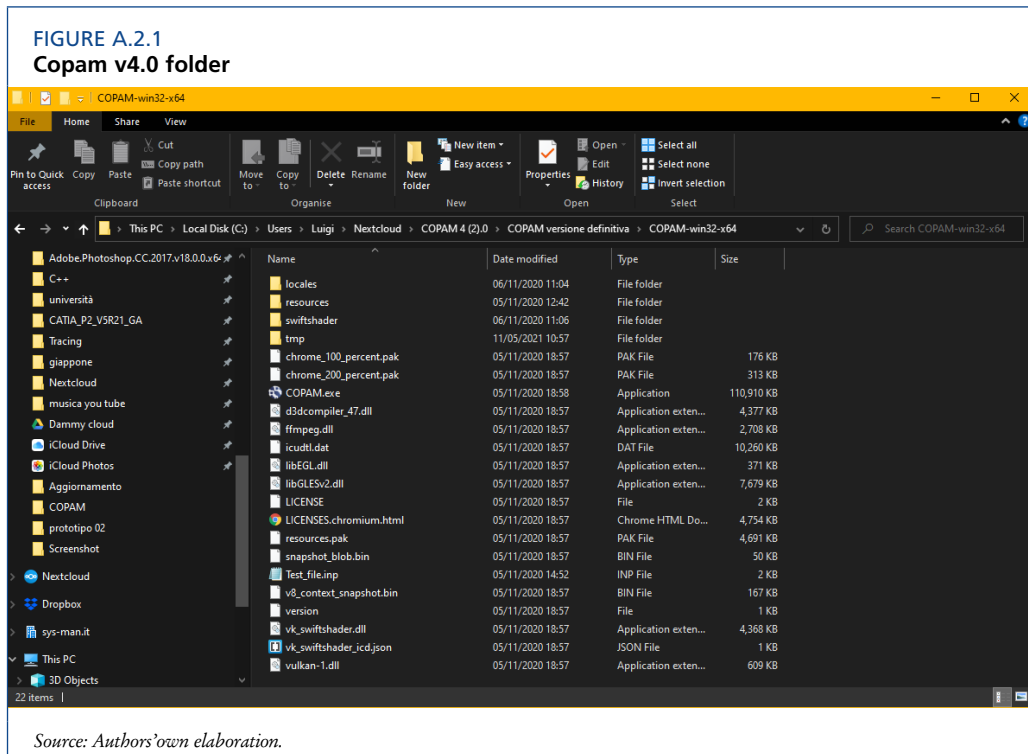 FIGURE A.2.1
Copam v4.0 folder
COPAM-win32-x64
File Home Share View
Pin to Quick access Copy Paste Cut Copy path Paste shortcut Move to Copy to Delete Rename New folder New item Easy access Properties Open Edit History Select all Select none Invert selection
Clipboard Organise New Open Select
This PC > Local Disk (C:) > Users > Luigi > Nextcloud > COPAM 4 (2).0 > COPAM versione definitiva > COPAM-win32-x64 Search COPAM-win32-x64
Adobe.Photoshop.CC.2017.v18.0.0.x64
C++
università
CATIA_P2_V5R21_GA
Tracing
giappone
Nextcloud
musica you tube
Dammy cloud
iCloud Drive
iCloud Photos
Aggiornamento
COPAM
prototipo 02
Screenshot
Nextcloud
Dropbox
sys-man.it
This PC
3D Objects
Name Date modified Type Size
locales 06/11/2020 11:04 File folder
resources 05/11/2020 12:42 File folder
swiftshader 06/11/2020 11:06 File folder
tmp 11/05/2021 10:57 File folder
chrome_100_percent.pak 05/11/2020 18:57 PAK File 176 KB
chrome_200_percent.pak 05/11/2020 18:57 PAK File 313 KB
COPAM.exe 05/11/2020 18:58 Application 110,910 KB
d3dcompiler_47.dll 05/11/2020 18:57 Application exten... 4,377 KB
ffmpeg.dll 05/11/2020 18:57 Application exten... 2,708 KB
icudtl.dat 05/11/2020 18:57 DAT File 10,260 KB
libEGL.dll 05/11/2020 18:57 Application exten... 371 KB
libGLESv2.dll 05/11/2020 18:57 Application exten... 7,679 KB
LICENSE 05/11/2020 18:57 File 2 KB
LICENSES.chromium.html 05/11/2020 18:57 Chrome HTML Do... 4,754 KB
resources.pak 05/11/2020 18:57 PAK File 4,691 KB
snapshot_blob.bin 05/11/2020 18:57 BIN File 50 KB
Test_file.inp 05/11/2020 14:52 INP File 2 KB
v8_context_snapshot.bin 05/11/2020 18:57 BIN File 167 KB
version 05/11/2020 18:57 File 1 KB
vk_swiftshader.dll 05/11/2020 18:57 Application exten... 4,368 KB
vk_swiftshader_icd.json 05/11/2020 18:57 JSON File 1 KB
vulkan-1.dll 05/11/2020 18:57 Application exten... 609 KB
22 items
Source: Authors'own elaboration.